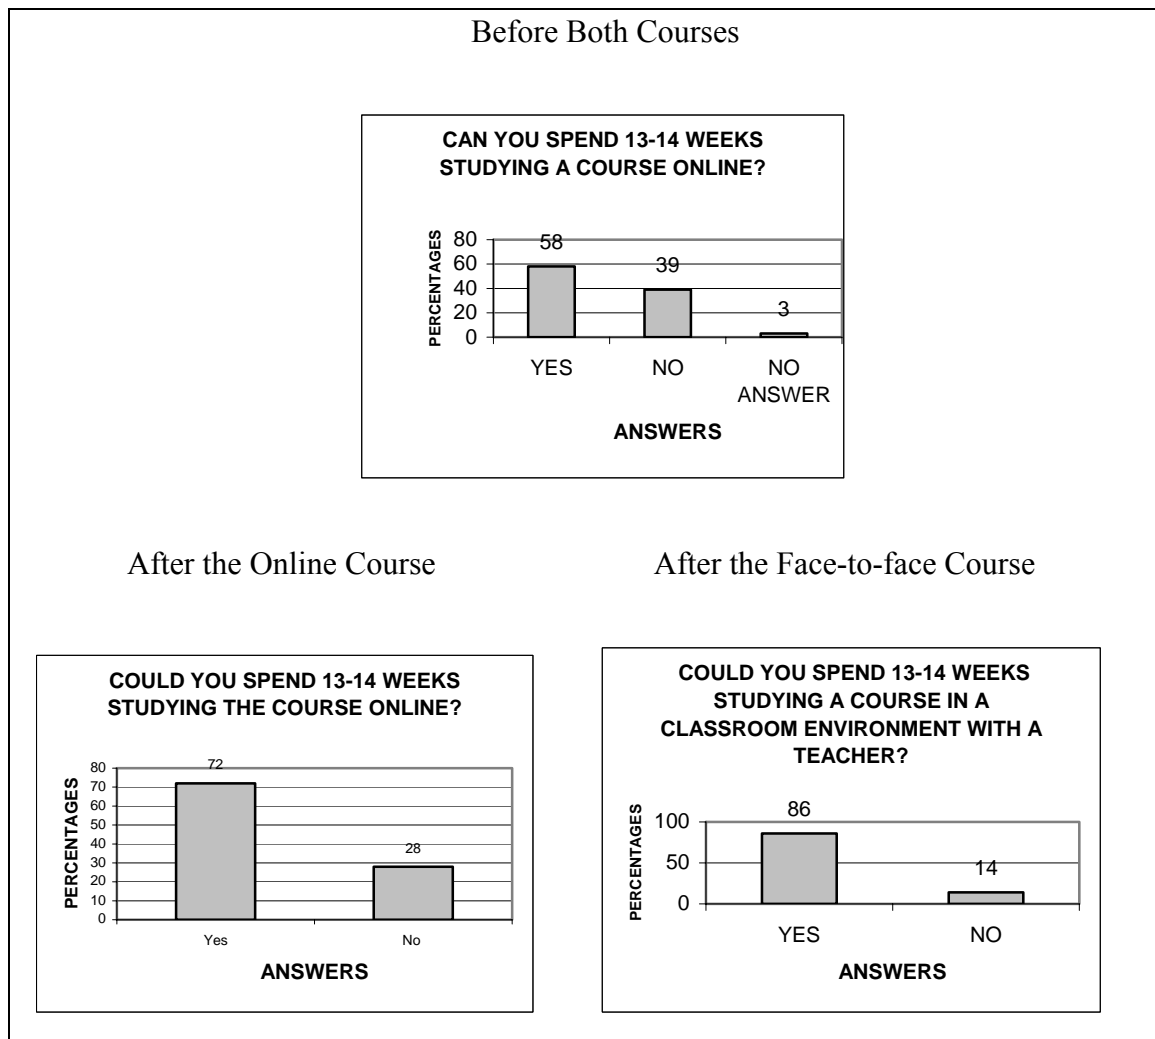 Before Both Courses
CAN YOU SPEND 13-14 WEEKS
STUDYING A COURSE ONLINE?
PERCENTAGES
80
60
40
20
0
58
39
3
YES
NO
NO
ANSWER
ANSWERS
After the Online Course
COULD YOU SPEND 13-14 WEEKS
STUDYING THE COURSE ONLINE?
PERCENTAGES
80
70
60
50
40
30
20
10
0
72
28
Yes
No
ANSWERS
After the Face-to-face Course
COULD YOU SPEND 13-14 WEEKS
STUDYING A COURSE IN A
CLASSROOM ENVIRONMENT WITH A
TEACHER?
PERCENTAGES
100
50
0
86
14
YES
NO
ANSWERS